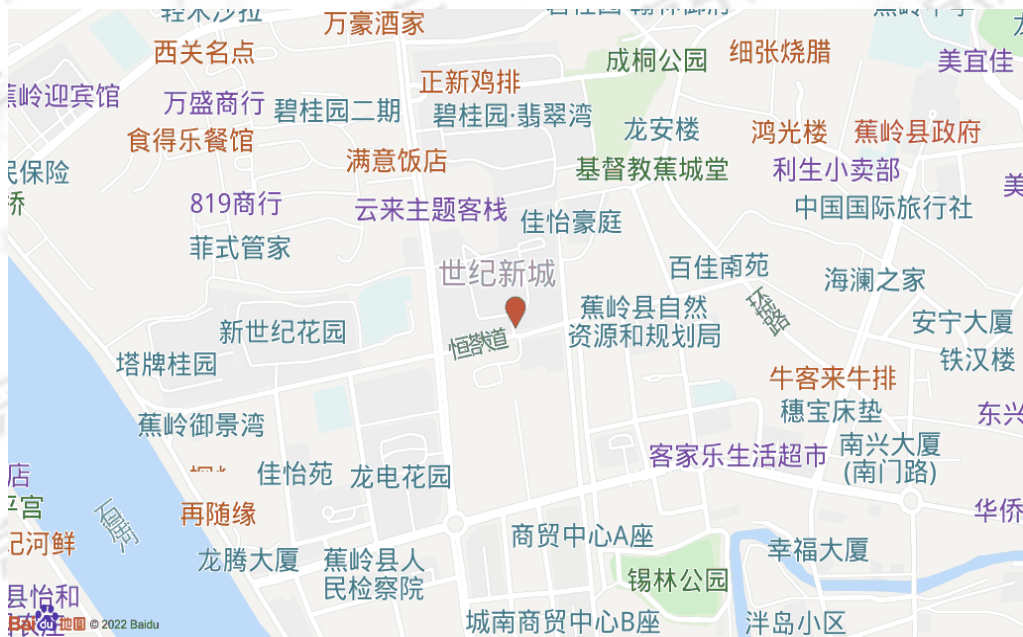 万豪酒家
西关名点
成桐公园
细张烧腊
美宜佳
正新鸡排
蕉岭迎宾馆
万盛商行
碧桂园二期
碧桂园·翡翠湾
龙安楼
鸿光楼
蕉岭县政府
食得乐餐馆
满意饭店
基督教蕉城堂
利生小卖部
民保险
桥
819商行
云来主题客栈
佳怡豪庭
中国国际旅行社
美
菲式管家
世纪新城
百佳南苑
海澜之家
环城路
蕉岭县自然
资源和规划局
新世纪花园
安宁大厦
塔牌桂园
铁汉楼
牛客来牛排
穗宝床垫
东兴
蕉岭御景湾
客家乐生活超市
南兴大厦
(南门路)
店
佳怡苑
龙电花园
平宫
石窟河
再随缘
华侨
记河鲜
商贸中心A座
幸福大厦
龙腾大厦
蕉岭县人
民检察院
锡林公园
县怡和
城南商贸中心B座
泮岛小区
Bai du 地图 © 2022 Baidu